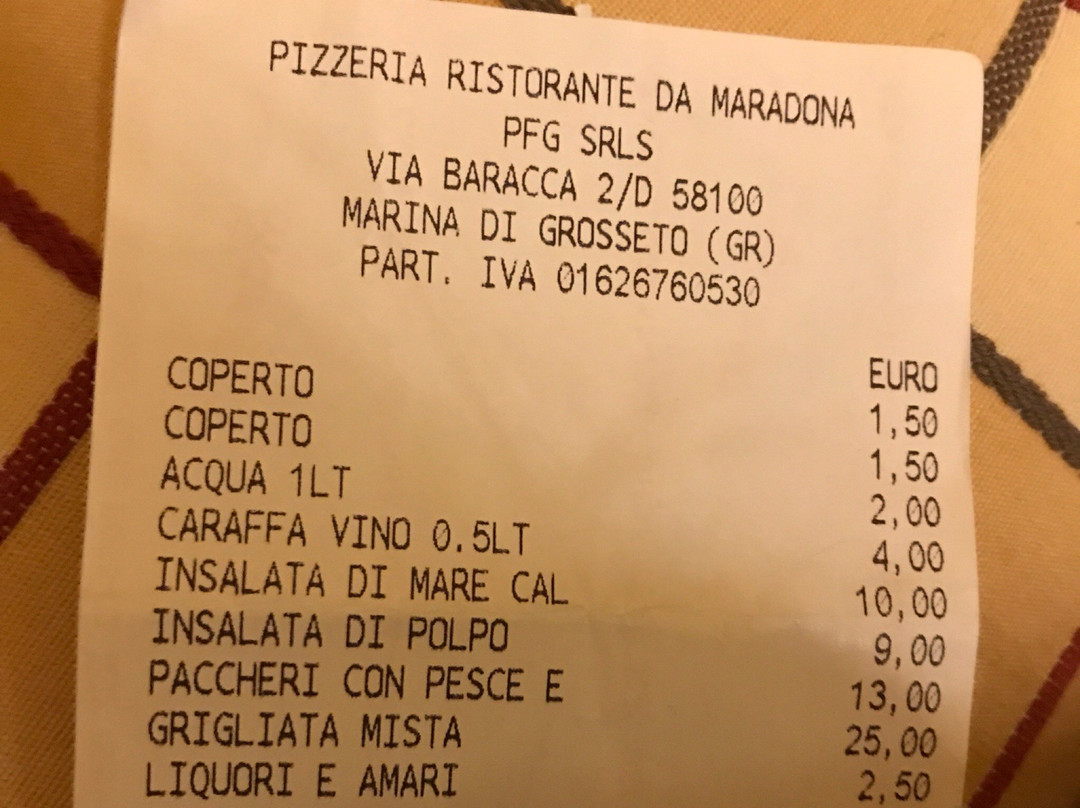 PIZZERIA RISTORANTE DA MARADONA
PFG SRLS
VIA BARACCA 2/D 58100
MARINA DI GROSSETO (GR)
PART. IVA 01626760530
EURO
COPERTO 1,50
COPERTO 1,50
ACQUA 1LT 2,00
CARAFFA VINO 0.5LT 4,00
INSALATA DI MARE CAL 10,00
INSALATA DI POLPO 9,00
PACCHERI CON PESCE E 13,00
GRIGLIATA MISTA 25,00
LIQUORI E AMARI 2,50